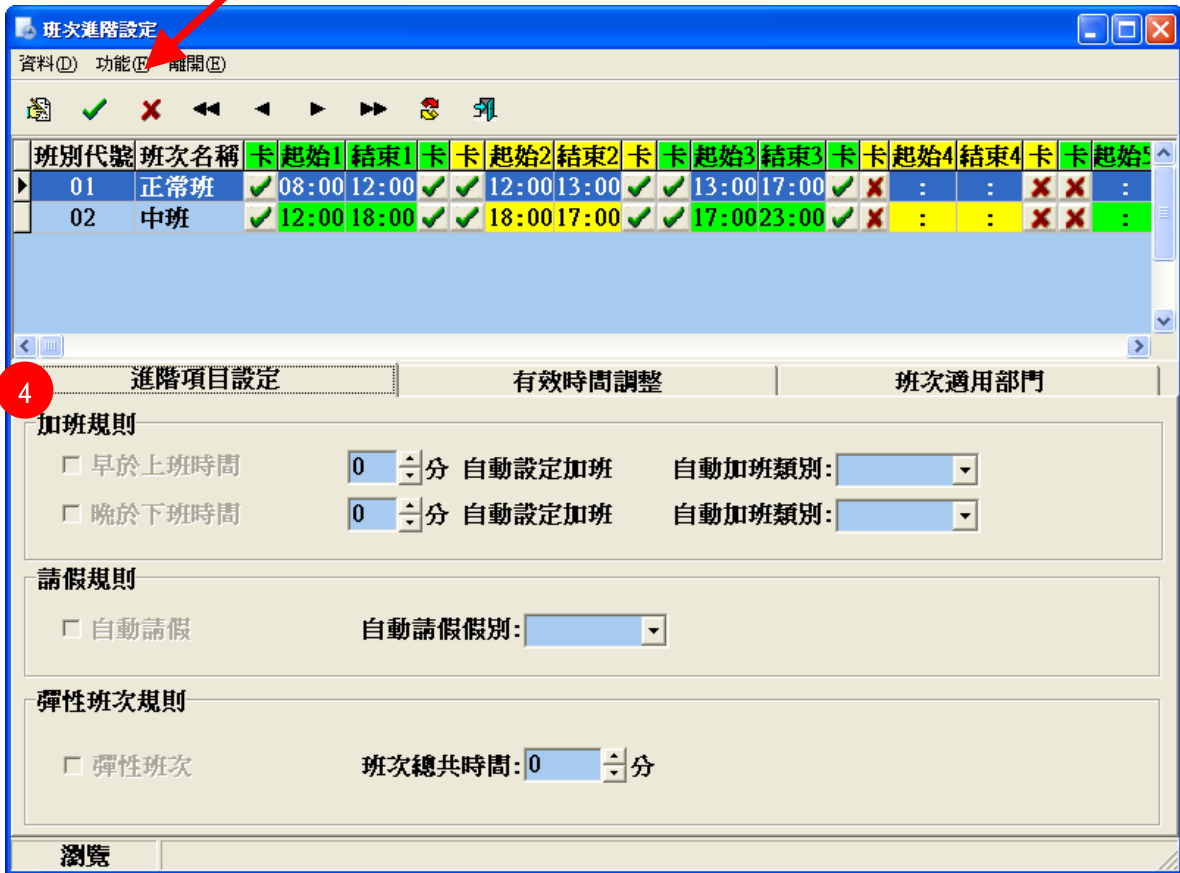 班次進階設定
資料(D) 功能(F) 離開(E)
班別代號 班次名稱 卡 起始1 結束1 卡 卡 起始2 結束2 卡 卡 起始3 結束3 卡 卡 起始4 結束4 卡 卡 起始5
01 正常班 08:00 12:00 12:00 13:00 13:00 17:00 : : :
02 中班 12:00 18:00 18:00 17:00 17:00 23:00 : : :
4 進階項目設定 有效時間調整 班次適用部門
加班規則
早於上班時間 0 分 自動設定加班 自動加班類別:
晚於下班時間 0 分 自動設定加班 自動加班類別:
請假規則
自動請假 自動請假假別:
彈性班次規則
彈性班次 班次總共時間: 0 分
瀏覽